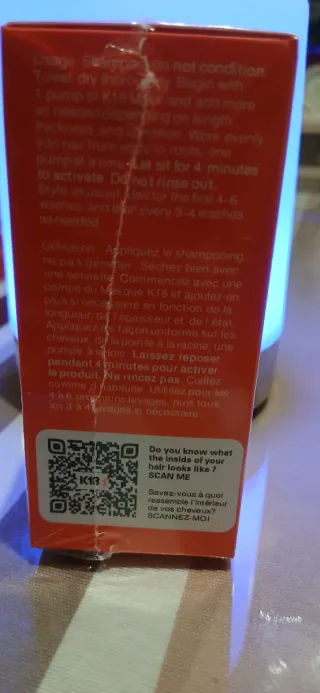 Usage: Shampoo, do not condition.
Towel dry thoroughly. Begin with
1 pump of K18 Mask and add more
as needed depending on length,
thickness, and condition. Work evenly
into hair from ends to roots, one
pump at a time. Let sit for 4 minutes
to activate. Do not rinse out.
Style as usual. Use for the first 4-6
washes, and then every 3-4 washes
as needed.
Utilisation : Appliquez le shampooing
ne pas démêler. Séchez bien avec
une serviette. Commencez avec une
pompe du Masque K18 et ajoutez-en
plus si nécessaire en fonction de la
longueur, de l'épaisseur et de l'état.
Appliquez de façon uniforme sur les
cheveux, de la pointe à la racine, une
pompe à la fois. Laissez reposer
pendant 4 minutes pour activer
le produit. Ne rincez pas. Coiffez
comme d'habitude. Utilisez pour les
4 à 6 premiers lavages, puis tous
les 3 à 4 lavages si nécessaire.
K18
Do you know what
the inside of your
hair looks like ?
SCAN ME
Savez-vous à quoi
ressemble l'intérieur
de vos cheveux?
SCANNEZ-MOI